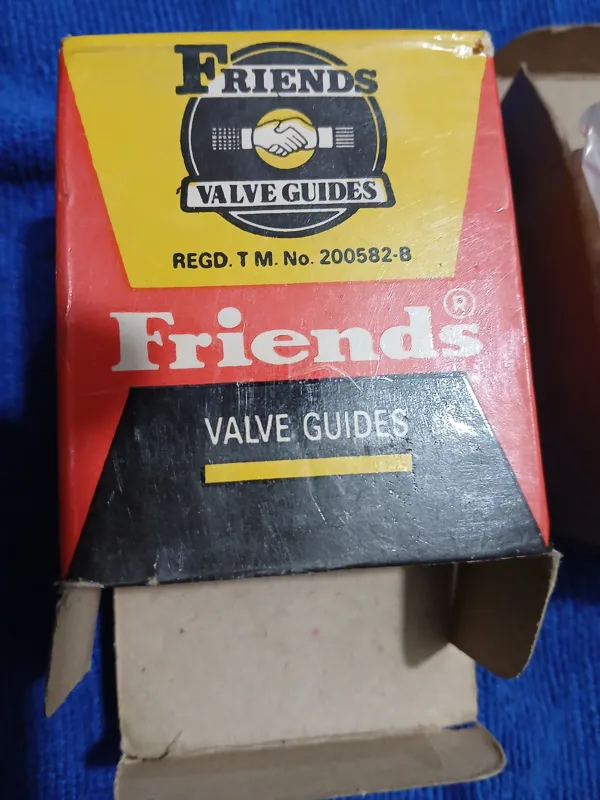 FRIENDS
VALVE GUIDES
REGD. T M. No. 200582-B
Friends®
VALVE GUIDES